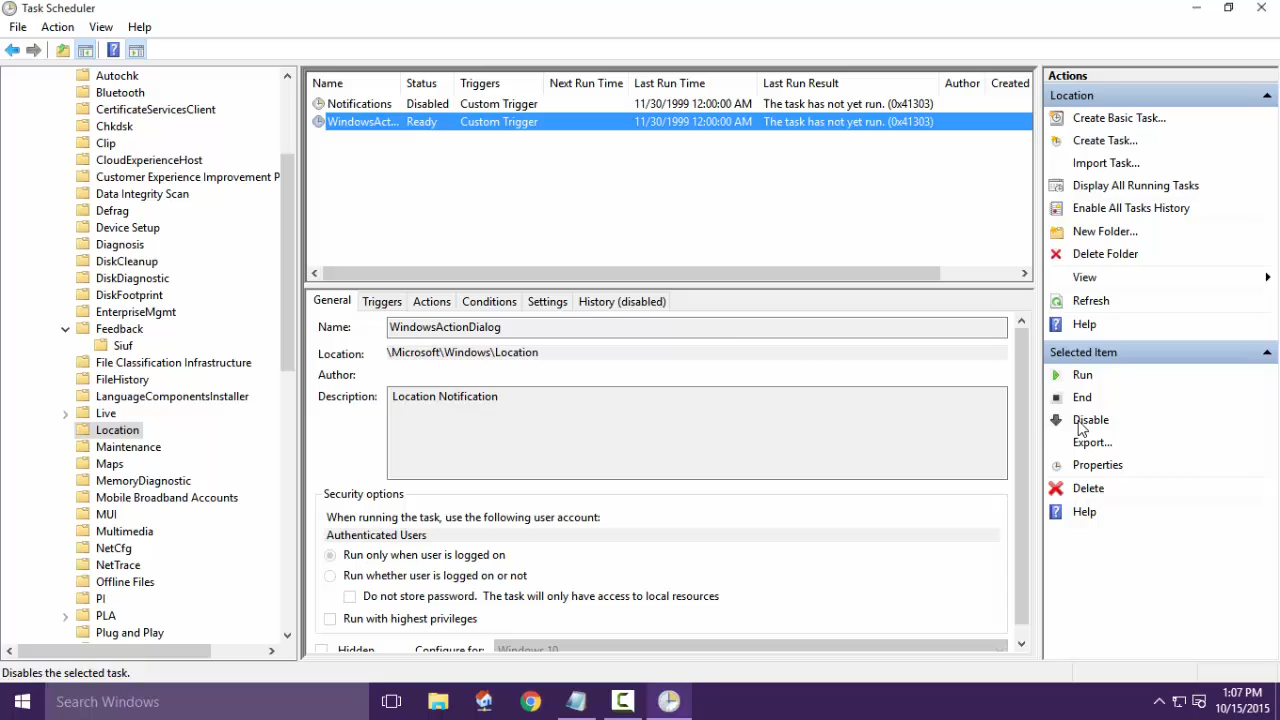 Task Scheduler
File Action View Help
Autochk
Bluetooth
CertificateServicesClient
Chkdsk
Clip
CloudExperienceHost
Customer Experience Improvement P
Data Integrity Scan
Defrag
Device Setup
Diagnosis
DiskCleanup
DiskDiagnostic
DiskFootprint
EnterpriseMgmt
Feedback
Siuf
File Classification Infrastructure
FileHistory
LanguageComponentsInstaller
Live
Location
Maintenance
Maps
MemoryDiagnostic
Mobile Broadband Accounts
MUI
Multimedia
NetCfg
NetTrace
Offline Files
PI
PLA
Plug and Play
Name Status Triggers Next Run Time Last Run Time Last Run Result Author Created
Notifications Disabled Custom Trigger 11/30/1999 12:00:00 AM The task has not yet run. (0x41303)
WindowsAct... Ready Custom Trigger 11/30/1999 12:00:00 AM The task has not yet run. (0x41303)
General Triggers Actions Conditions Settings History (disabled)
Name: WindowsActionDialog
Location: \Microsoft\Windows\Location
Author:
Description: Location Notification
Security options
When running the task, use the following user account:
Authenticated Users
Run only when user is logged on
Run whether user is logged on or not
Do not store password. The task will only have access to local resources
Run with highest privileges
Hidden Configure for: Windows 10
Actions
Location
Create Basic Task...
Create Task...
Import Task...
Display All Running Tasks
Enable All Tasks History
New Folder...
Delete Folder
View
Refresh
Help
Selected Item
Run
End
Disable
Export...
Properties
Delete
Help
Disables the selected task.
Search Windows
1:07 PM
10/15/2015